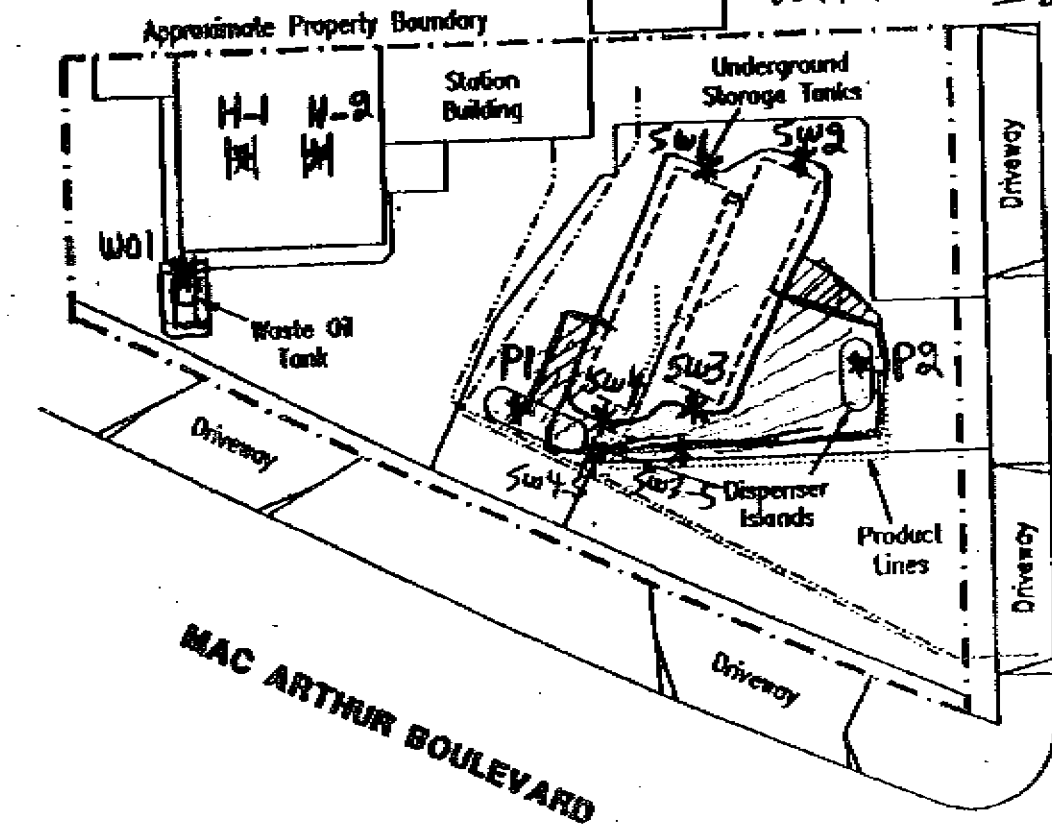 Approximate Property Boundary
Station
Building
Underground
Storage Tanks
H-1
H-2
SW1
SW2
Driveway
WO1
Waste Oil
Tank
P1
SW4
SW3
P2
Driveway
SW4-5
SW3-5
Dispenser
Islands
Product
Lines
Driveway
Driveway
MAC ARTHUR BOULEVARD